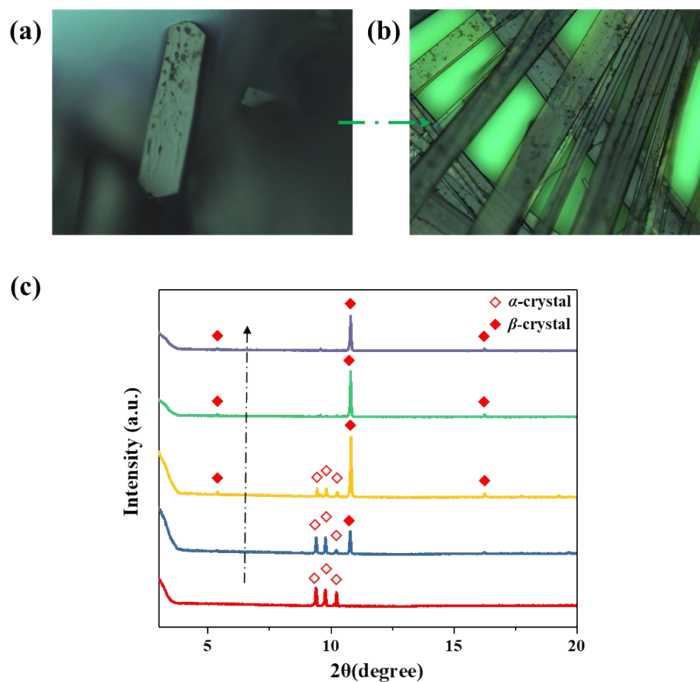 (a)
(b)
(c)
α-crystal
β-crystal
Intensity (a.u.)
5
10
15
20
2θ(degree)